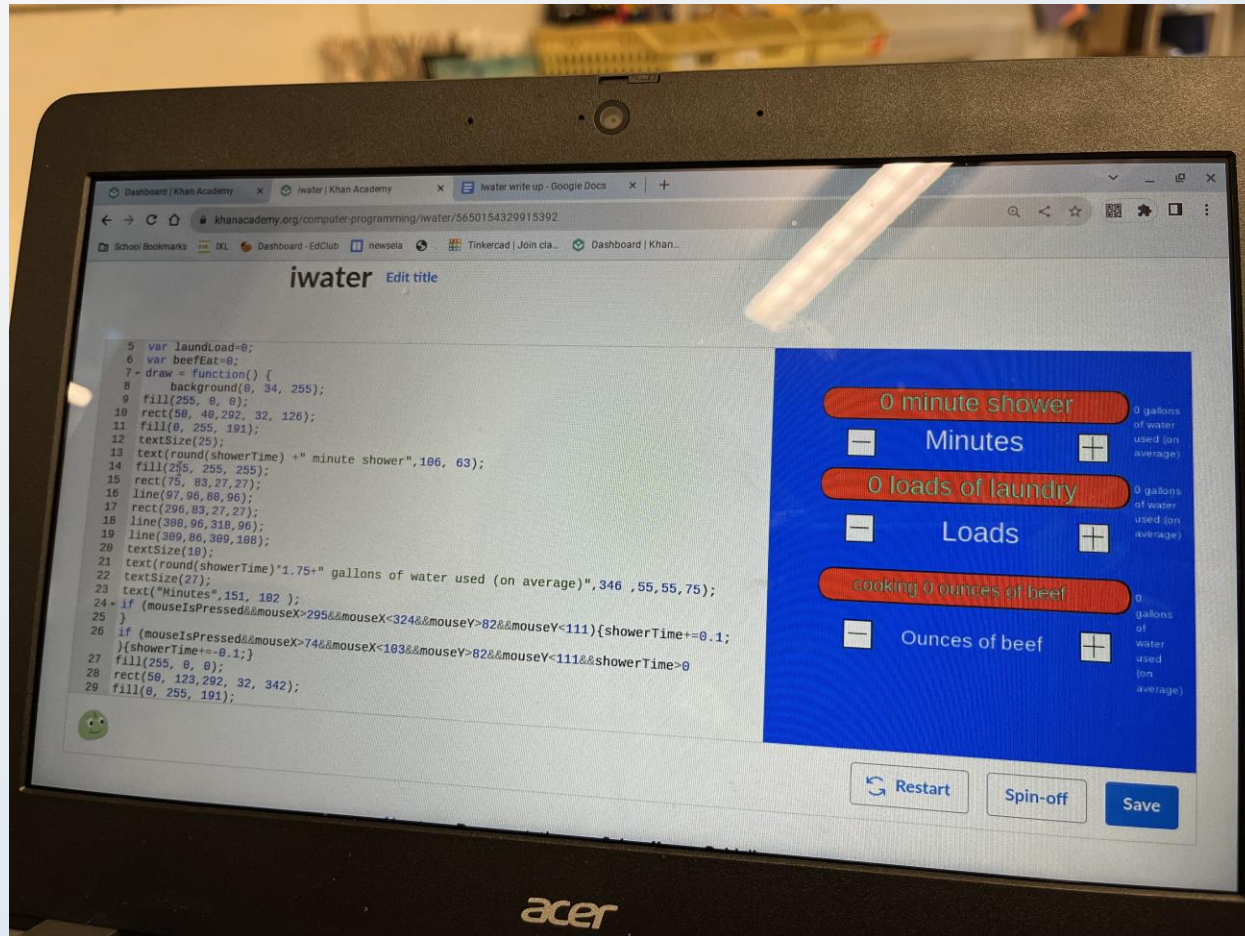 Dashboard | Khan Academy
iwater | Khan Academy
Iwater write up - Google Docs
khanacademy.org/computer-programming/iwater/5650154329915392
School Bookmarks
IXL
Dashboard - EdClub
newsela
Tinkercad | Join cla...
Dashboard | Khan...
iwater Edit title
5 var laundLoad=0;
6 var beefEat=0;
7 draw = function() {
8 background(0, 34, 255);
9 fill(255, 0, 0);
10 rect(50, 40,292, 32, 126);
11 fill(0, 255, 191);
12 textSize(25);
13 text(round(showerTime) +" minute shower",106, 63);
14 fill(255, 255, 255);
15 rect(75, 83,27,27);
16 line(97,96,80,96);
17 rect(296,83,27,27);
18 line(300,96,318,96);
19 line(309,86,309,108);
20 textSize(10);
21 text(round(showerTime)*1.75+" gallons of water used (on average)",346 ,55,55,75);
22 textSize(27);
23 text("Minutes",151, 102 );
24 if (mouseIsPressed&&mouseX>295&&mouseX<324&&mouseY>82&&mouseY<111){showerTime+=0.1;
25 }
26 if (mouseIsPressed&&mouseX>74&&mouseX<103&&mouseY>82&&mouseY<111&&showerTime>0
){showerTime+=-0.1;}
27 fill(255, 0, 0);
28 rect(50, 123,292, 32, 342);
29 fill(0, 255, 191);
0 minute shower
Minutes
0 gallons
of water
used (on
average)
0 loads of laundry
Loads
0 gallons
of water
used (on
average)
cooking 0 ounces of beef
Ounces of beef
0
gallons
of
water
used
(on
average)
Restart
Spin-off
Save
acer